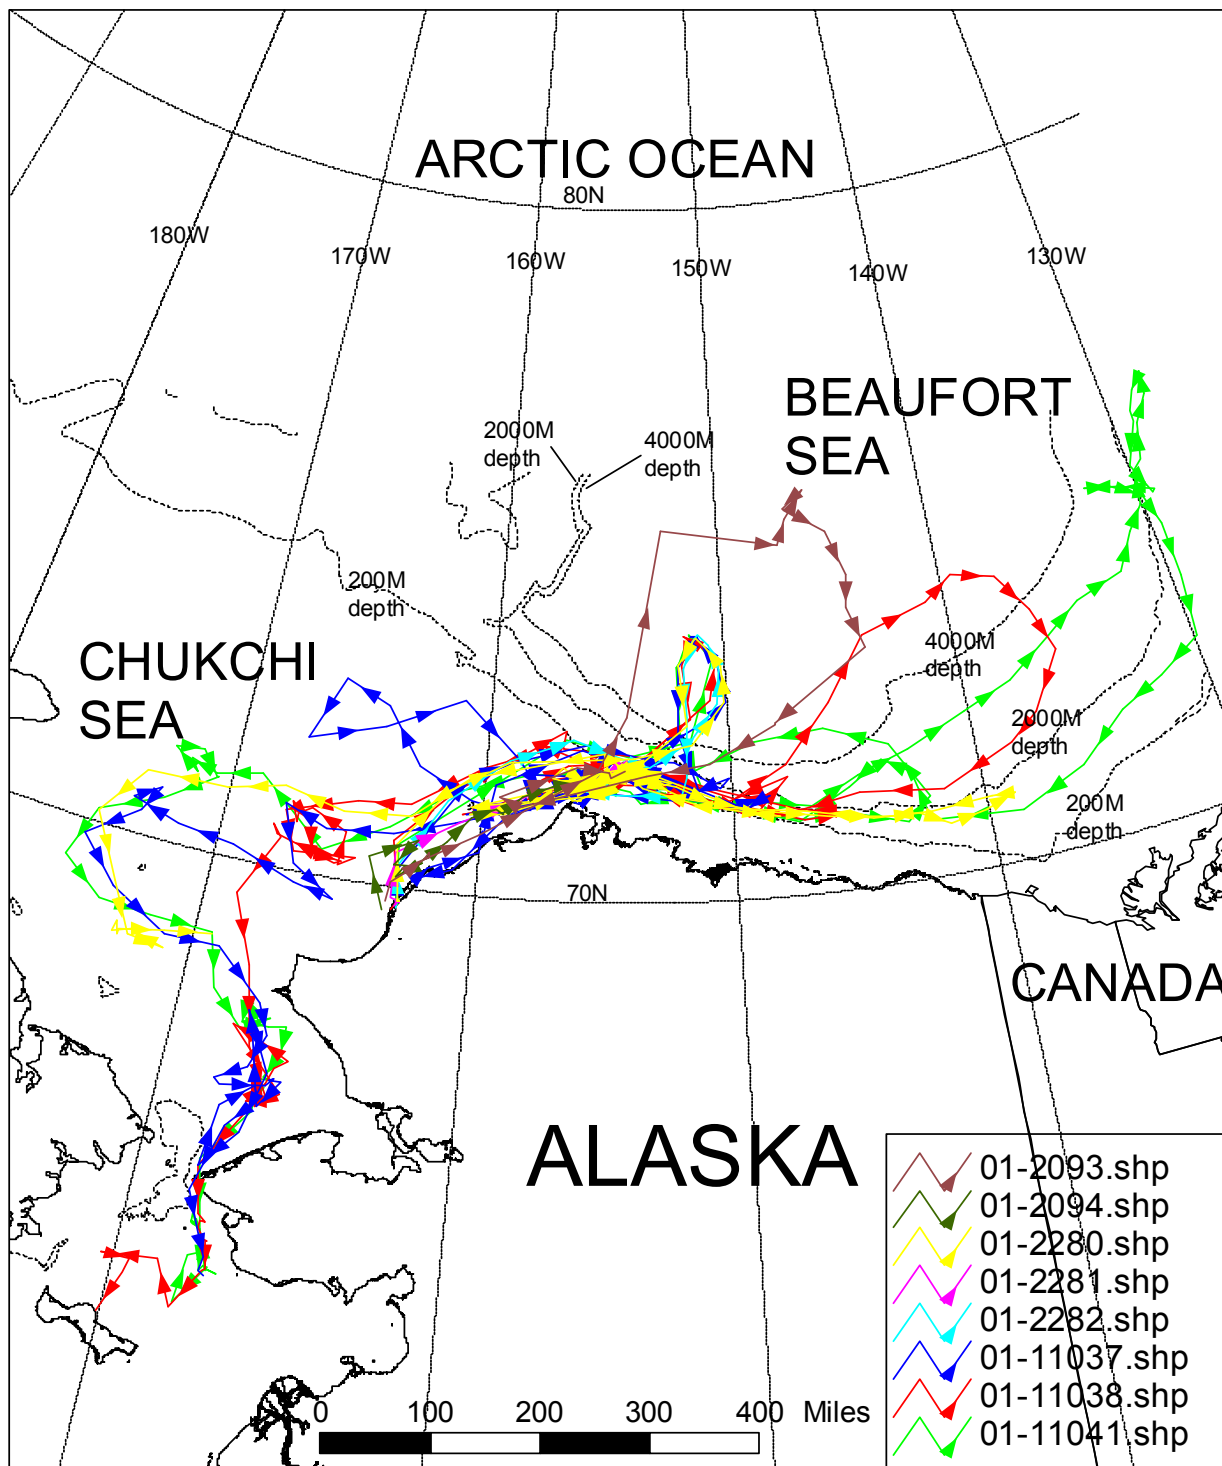 ARCTIC OCEAN
80N
180W
170W
160W
150W
140W
130W
BEAUFORT
SEA
2000M
depth
4000M
depth
200M
depth
CHUKCHI
SEA
4000M
depth
2000M
depth
200M
depth
70N
CANADA
ALASKA
01-2093.shp
01-2094.shp
01-2280.shp
01-2281.shp
01-2282.shp
01-11037.shp
01-11038.shp
01-11041.shp
0 100 200 300 400 Miles